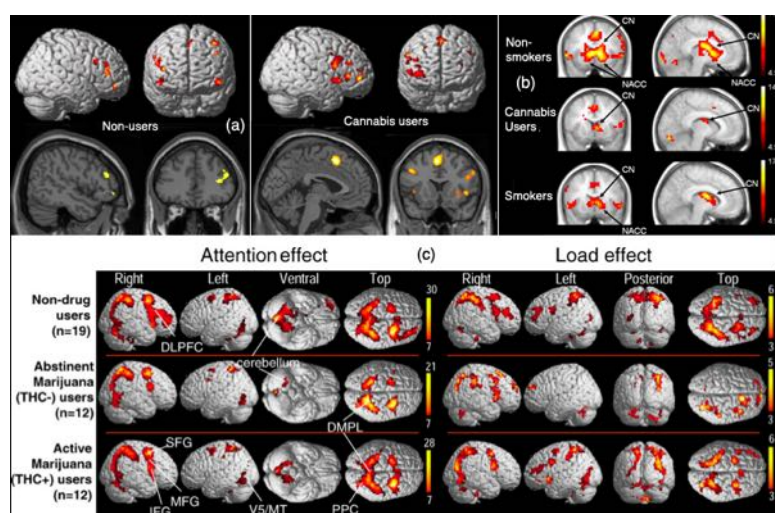 Non-users
(a)
Cannabis users
Non-
smokers
(b)
CN
CN
NACC
NACC
Cannabis
Users
CN
CN
Smokers
CN
NACC
Attention effect
(c)
Load effect
Right
Left
Ventral
Top
Right
Left
Posterior
Top
Non-drug
users
(n=19)
DLPFC
cerebellum
30
7
6
3
Abstinent
Marijuana
(THC-) users
(n=12)
DMPL
21
7
5
3
Active
Marijuana
(THC+) users
(n=12)
SFG
MFG
IFG
V5/MT
PPC
28
7
6
3